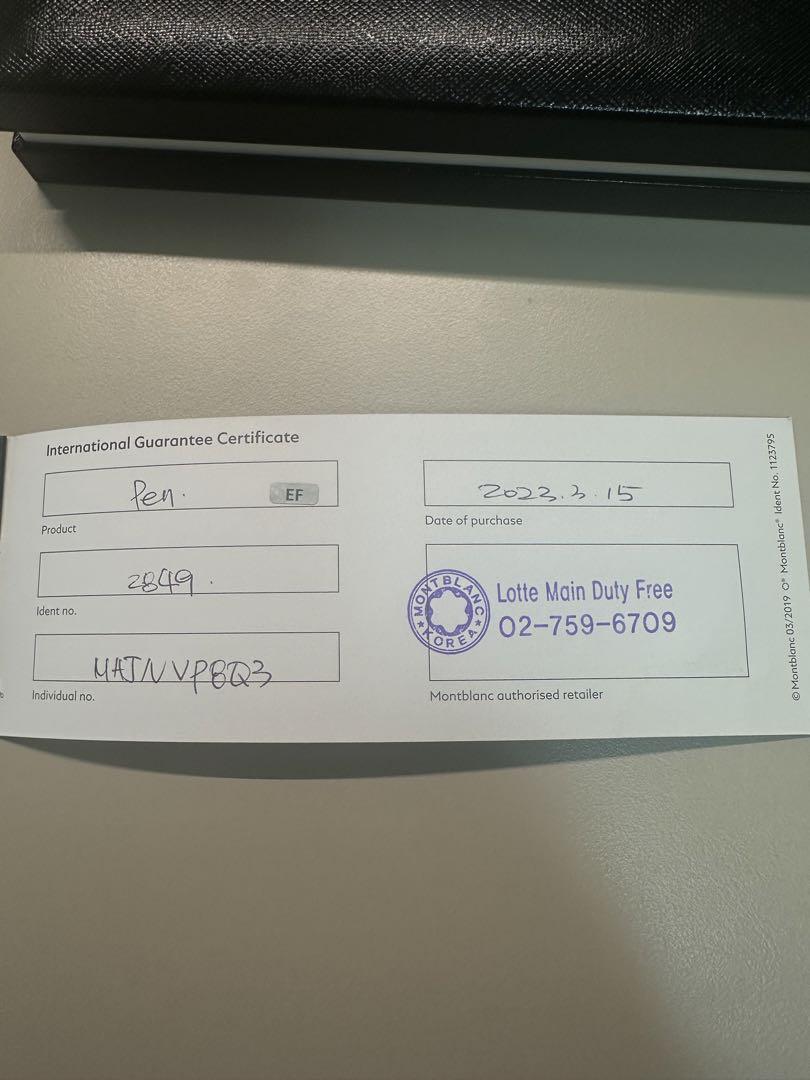 International Guarantee Certificate
Pen.
EF
Product
2849.
Ident no.
MAJNVP8Q3
Individual no.
2023.3.15
Date of purchase
MONTBLANC
KOREA
Lotte Main Duty Free
02-759-6709
Montblanc authorised retailer
© Montblanc 03/2019 O® Montblanc® Ident No. 1123795